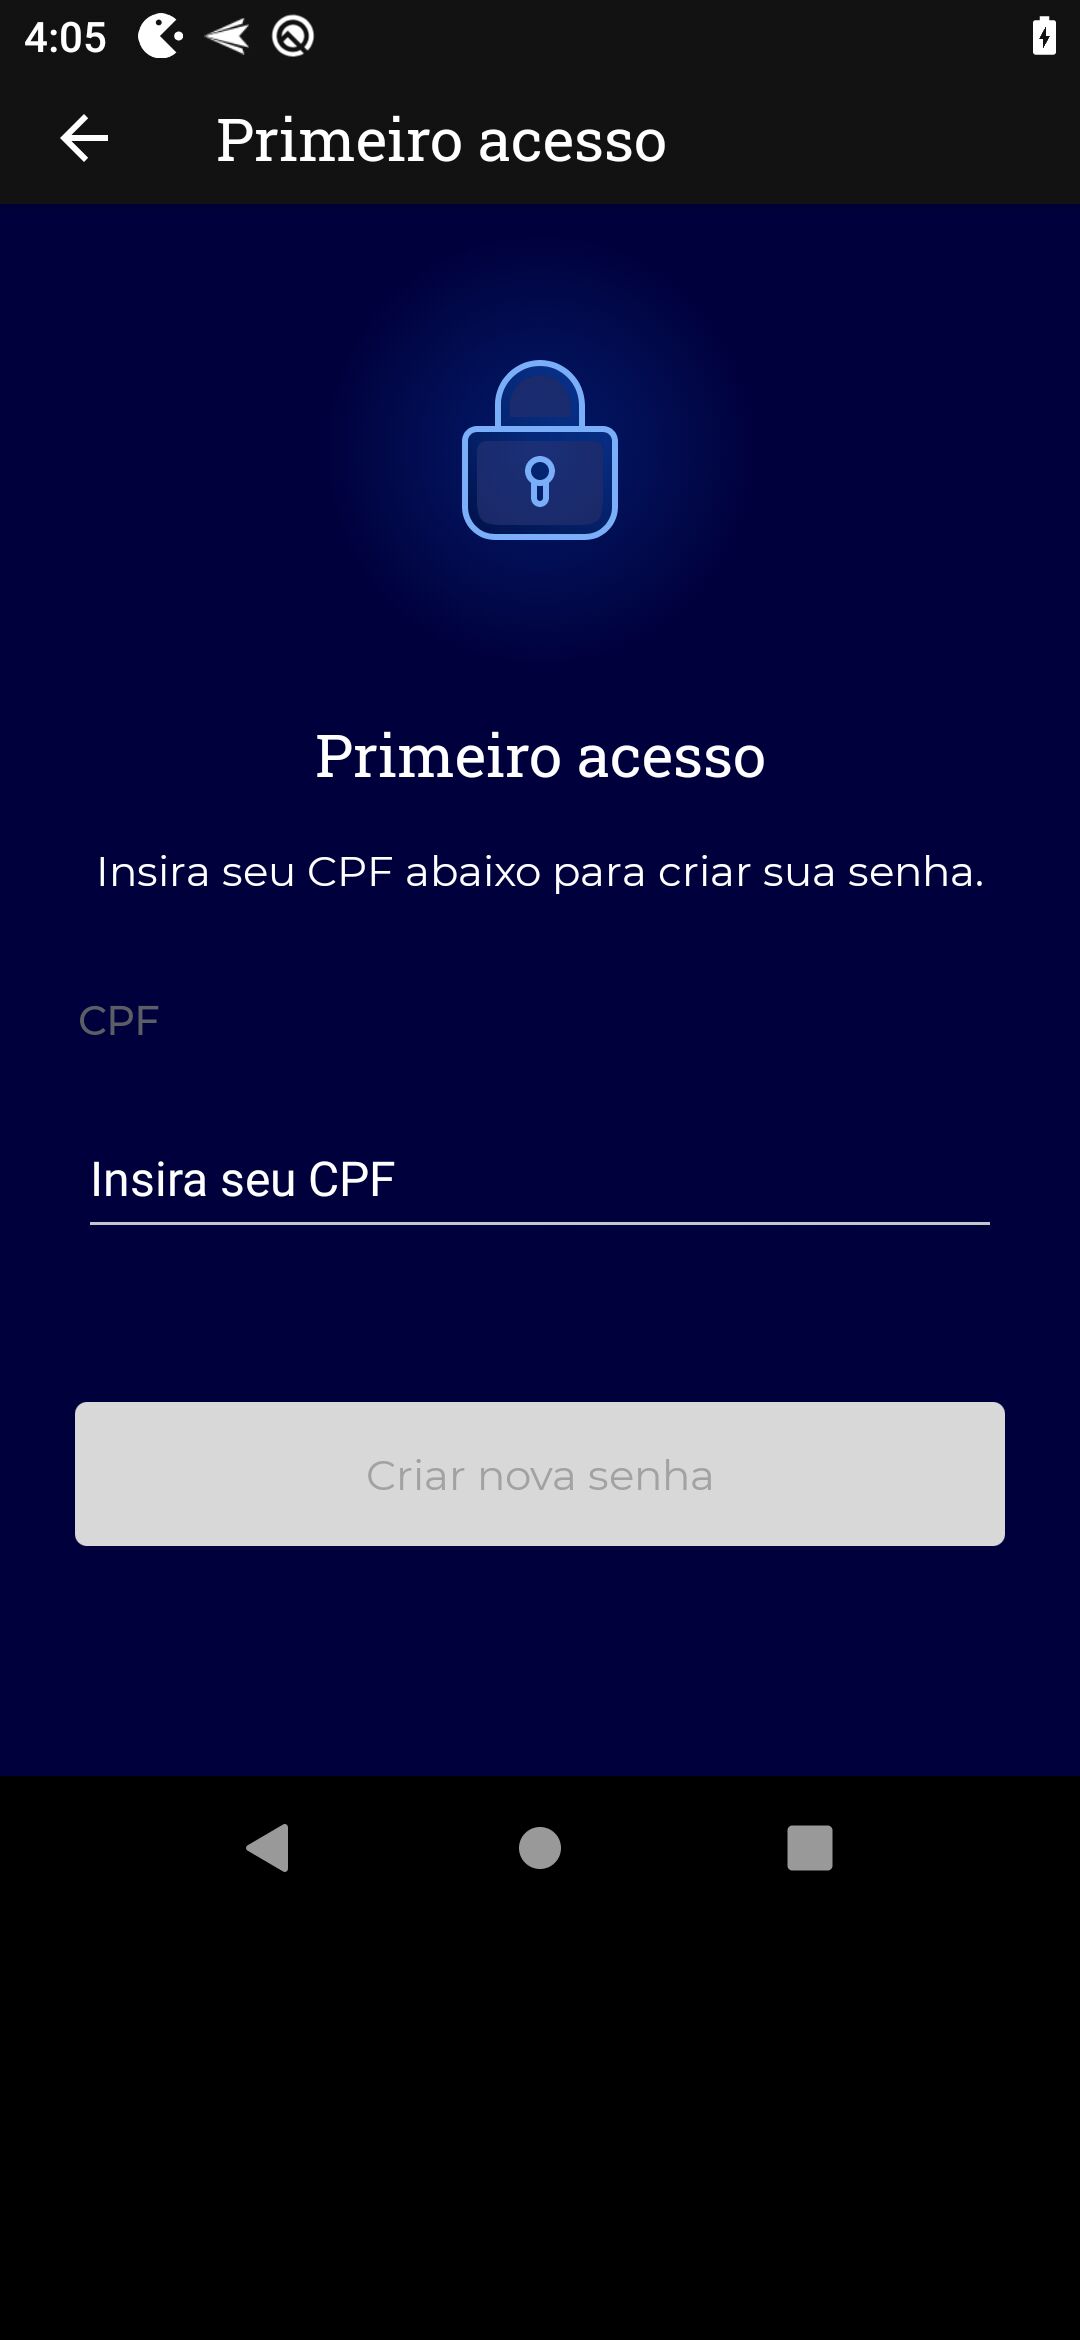 4:05
Primeiro acesso
Primeiro acesso
Insira seu CPF abaixo para criar sua senha.
CPF
Insira seu CPF
Criar nova senha